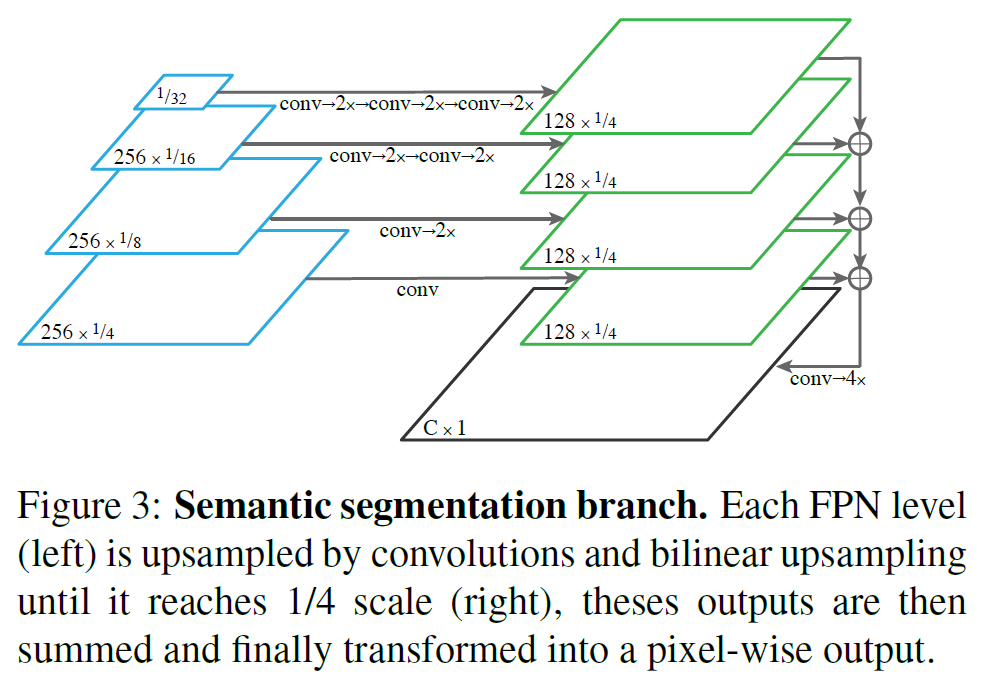 1/32
conv→2×→conv→2×→conv→2×
128 × 1/4
256 × 1/16
conv→2×→conv→2×
128 × 1/4
256 × 1/8
conv→2×
128 × 1/4
256 × 1/4
conv
128 × 1/4
conv→4×
C × 1
Figure 3: Semantic segmentation branch. Each FPN level
(left) is upsampled by convolutions and bilinear upsampling
until it reaches 1/4 scale (right), theses outputs are then
summed and finally transformed into a pixel-wise output.